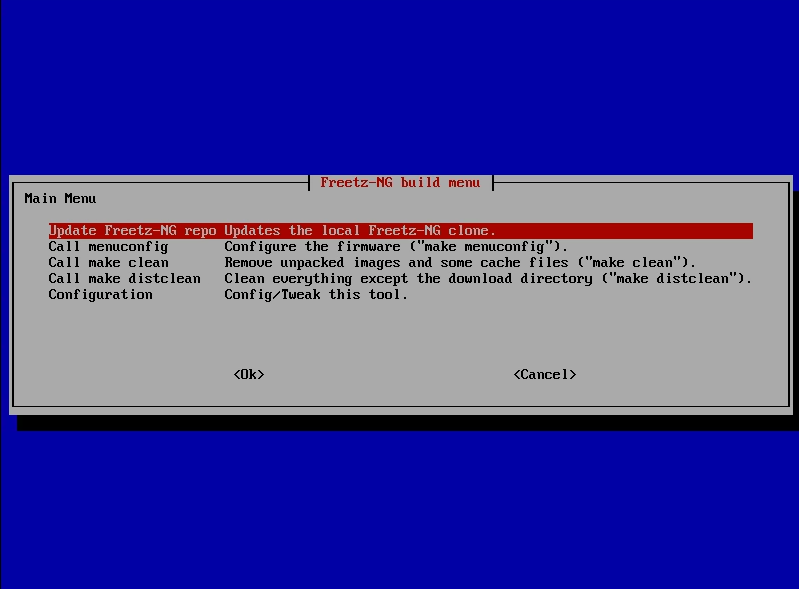 Freetz-NG build menu
Main Menu
Update Freetz-NG repo Updates the local Freetz-NG clone.
Call menuconfig Configure the firmware ("make menuconfig").
Call make clean Remove unpacked images and some cache files ("make clean").
Call make distclean Clean everything except the download directory ("make distclean").
Configuration Config/Tweak this tool.
<Ok> <Cancel>